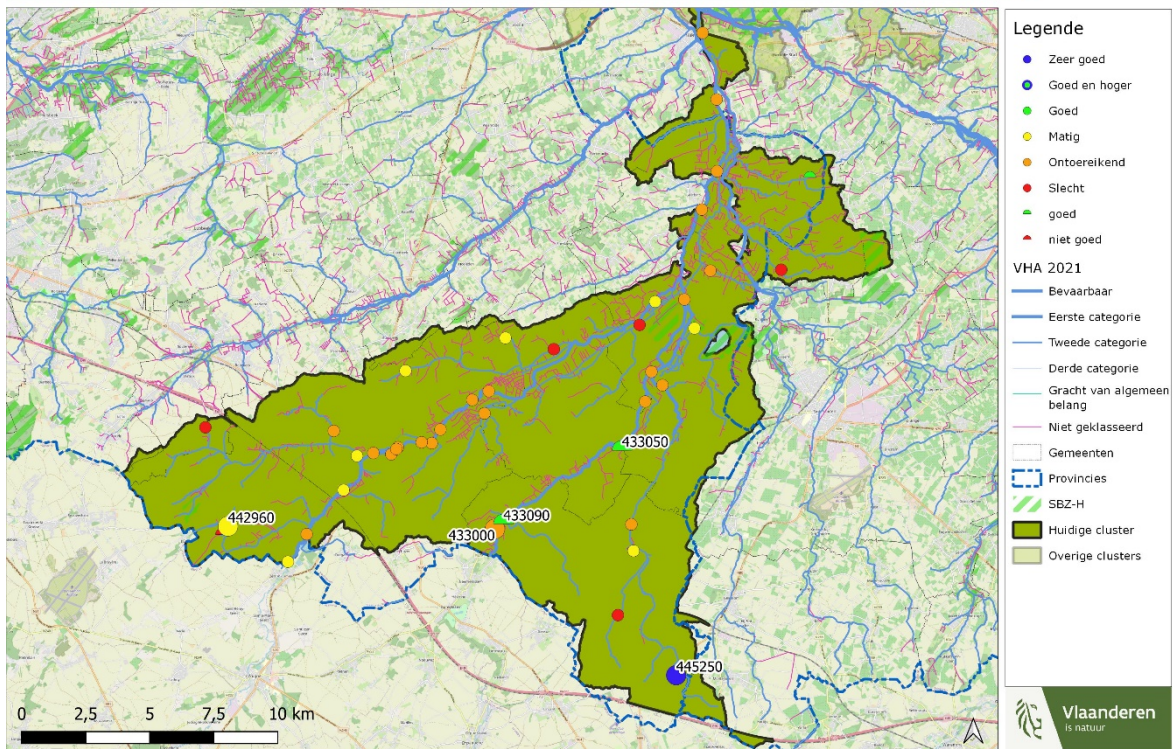 442960
433050
433090
433000
445250
0 2,5 5 7,5 10 km
Legende
Zeer goed
Goed en hoger
Goed
Matig
Ontoereikend
Slecht
goed
niet goed
VHA 2021
Bevaarbaar
Eerste categorie
Tweede categorie
Derde categorie
Gracht van algemeen
belang
Niet geklasseerd
Gemeenten
Provincies
SBZ-H
Huidige cluster
Overige clusters
Vlaanderen
is natuur